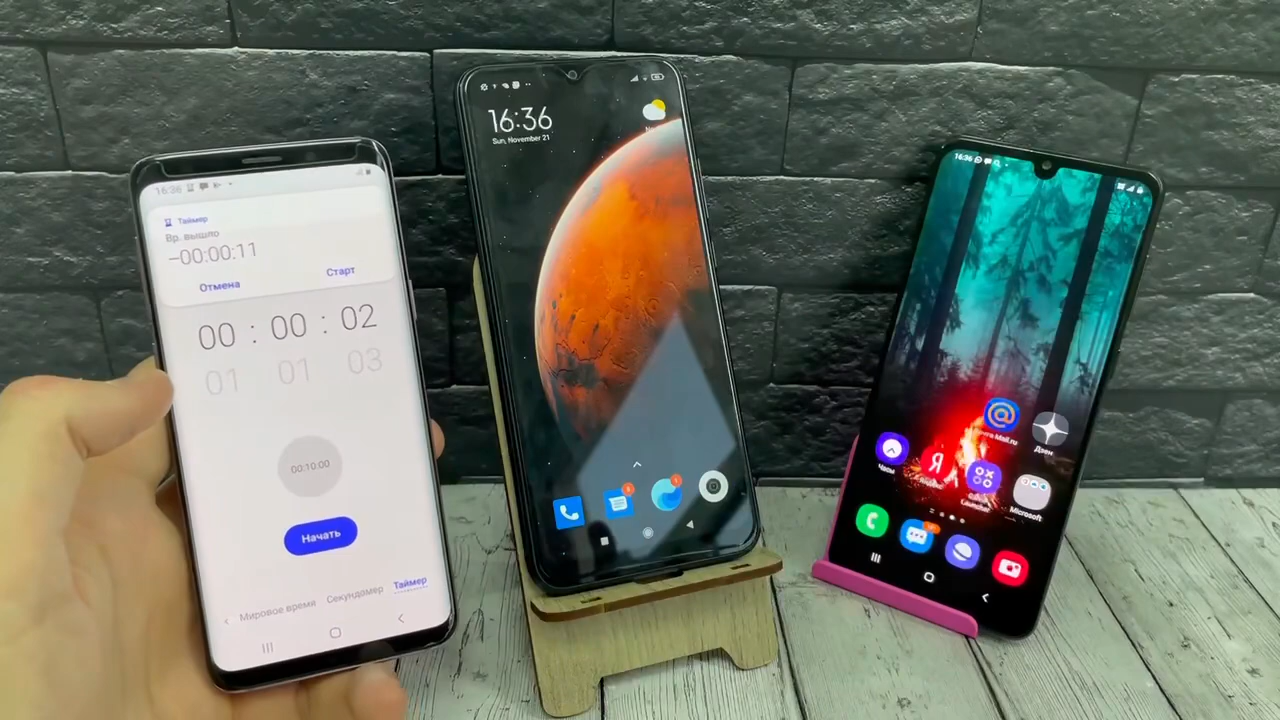 16:36
Таймер
Вр. вышло
−00:00:11
Отмена
Старт
00 : 00 : 02
01 01 03
00:10:00
Начать
Мировое время
Секундомер
Таймер
16:36
Sun, November 21
16:36
Mail.ru
Дзен
Часы
Яндекс
Microsoft